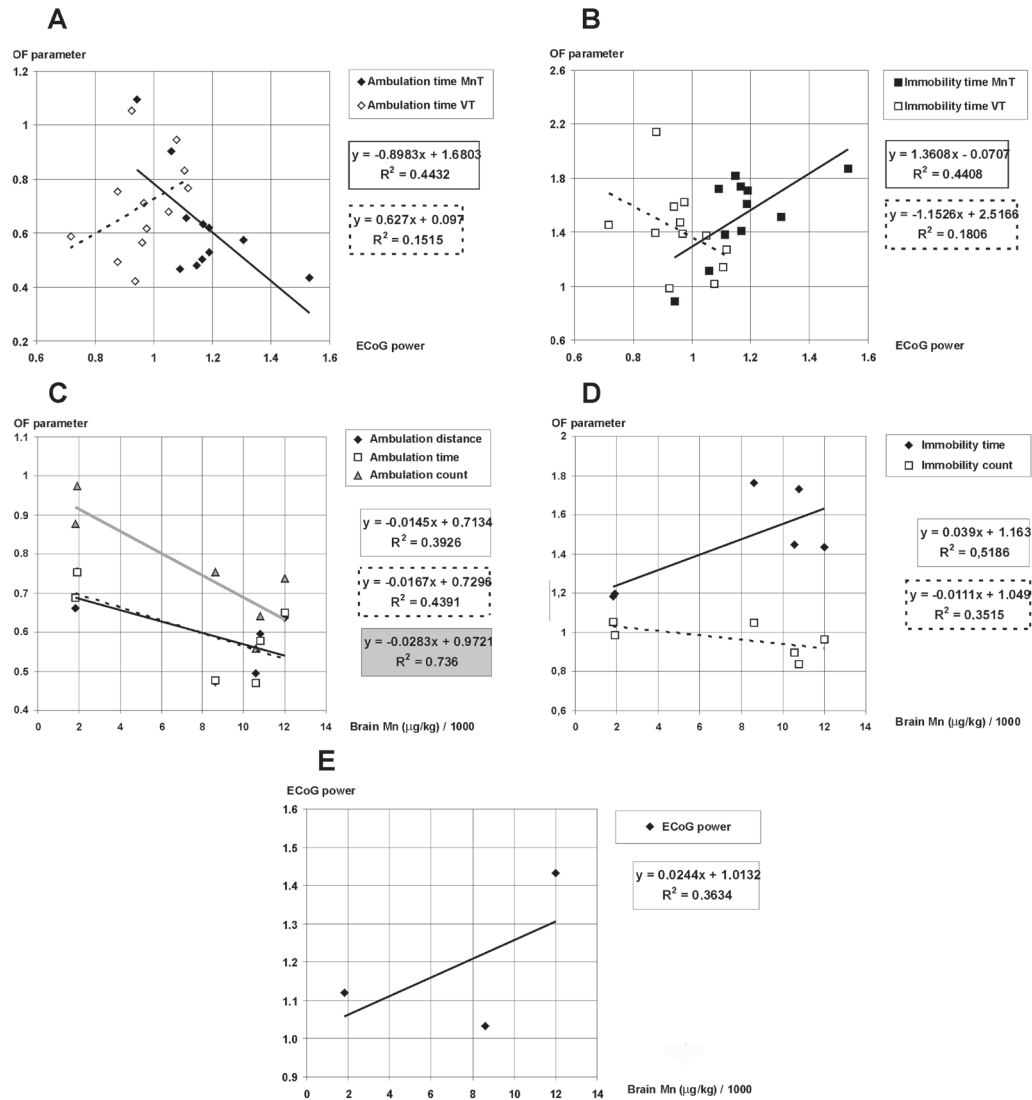 A
OF parameter
1.2
1
0.8
0.6
0.4
0.2
0.6 0.8 1 1.2 1.4 1.6
ECoG power
Ambulation time MnT
Ambulation time VT
y = -0.8983x + 1.6803
R² = 0.4432
y = 0.627x + 0.097
R² = 0.1515
B
OF parameter
2.6
2.1
1.6
1.1
0.6
0.6 0.8 1 1.2 1.4 1.6
ECoG power
Immobility time MnT
Immobility time VT
y = 1.3608x - 0.0707
R² = 0.4408
y = -1.1526x + 2,5166
R² = 0.1806
C
OF parameter
1.1
1
0.9
0.8
0.7
0.6
0.5
0.4
0 2 4 6 8 10 12 14
Brain Mn (µg/kg) / 1000
Ambulation distance
Ambulation time
Ambulation count
y = -0.0145x + 0.7134
R² = 0.3926
y = -0.0167x + 0.7296
R² = 0.4391
y = -0.0283x + 0.9721
R² = 0.736
D
OF parameter
2
1.8
1.6
1.4
1,2
1
0.8
0,6
0 2 4 6 8 10 12 14
Brain Mn (µg/kg) / 1000
Immobility time
Immobility count
y = 0.039x + 1.163
R² = 0,5186
y = -0.0111x + 1.049
R² = 0.3515
E
ECoG power
1.6
1.5
1.4
1.3
1.2
1.1
1.0
0.9
0 2 4 6 8 10 12 14
Brain Mn (µg/kg) / 1000
ECoG power
y = 0.0244x + 1.0132
R² = 0.3634